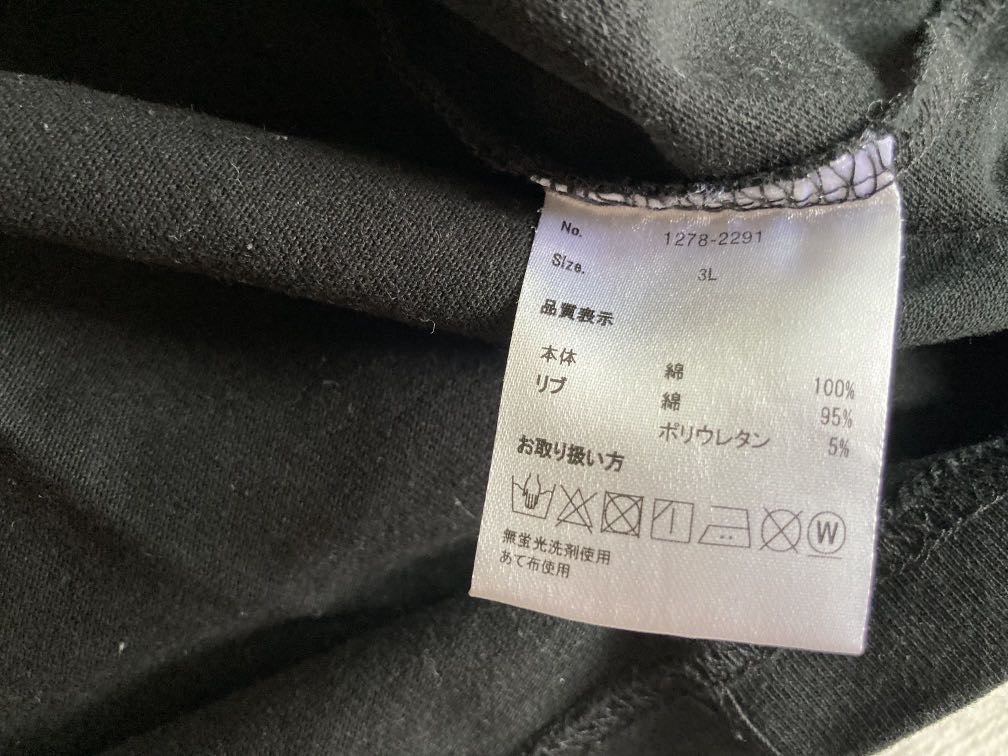 No. 1278-2291
Size. 3L
品質表示
本体 綿 100%
リブ 綿 95%
ポリウレタン 5%
お取り扱い方
W
無蛍光洗剤使用
あて布使用